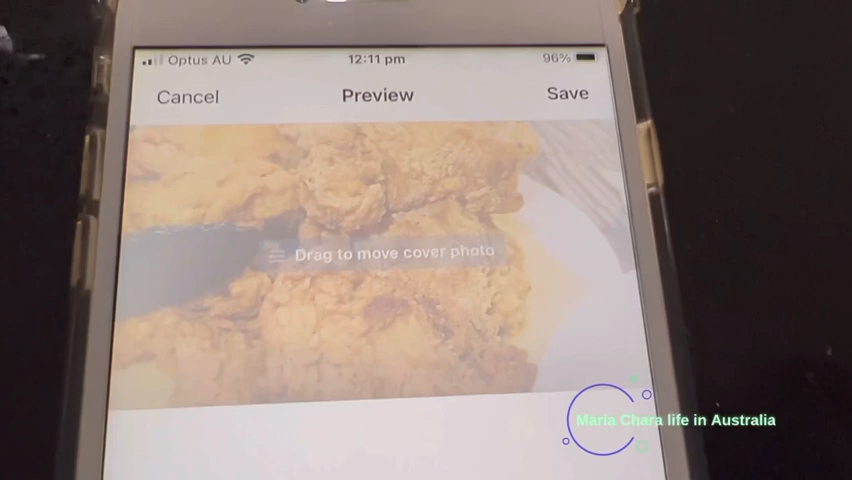 Optus AU 12:11 pm 96%
Cancel Preview Save
Drag to move cover photo
Maria Chara life in Australia